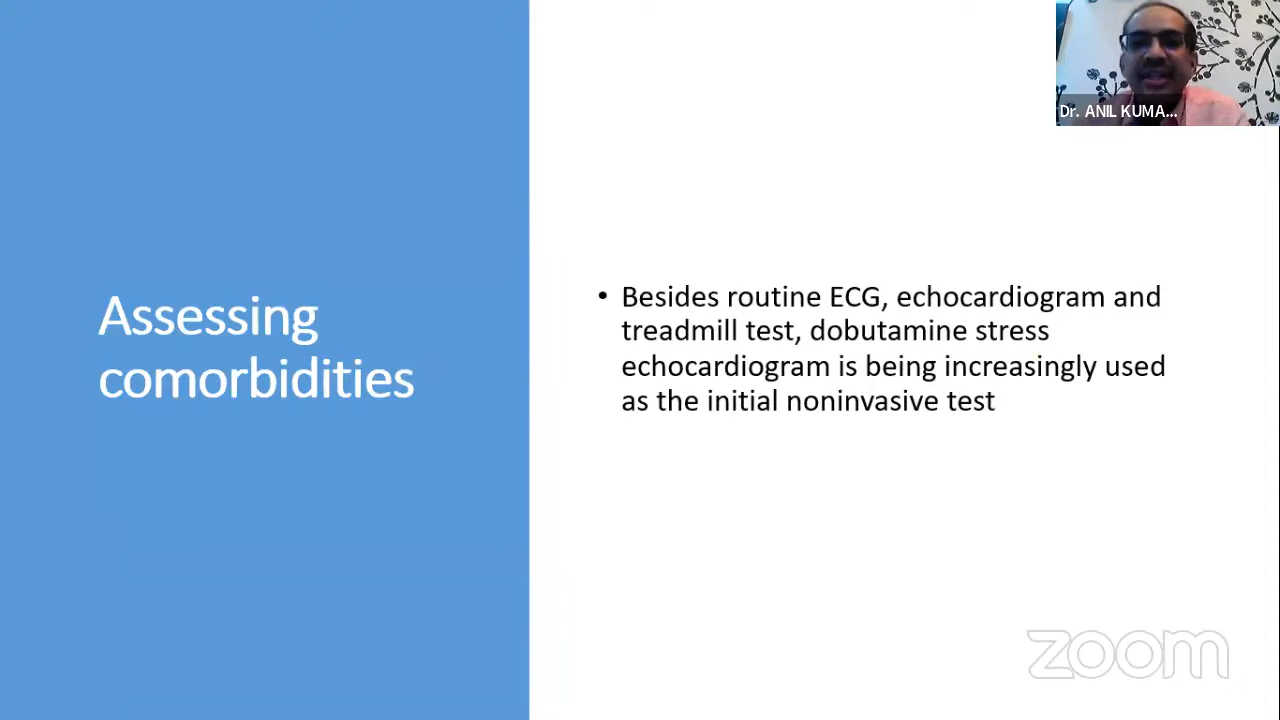 Dr. ANIL KUMA...
Assessing
comorbidities
• Besides routine ECG, echocardiogram and
treadmill test, dobutamine stress
echocardiogram is being increasingly used
as the initial noninvasive test
zoom